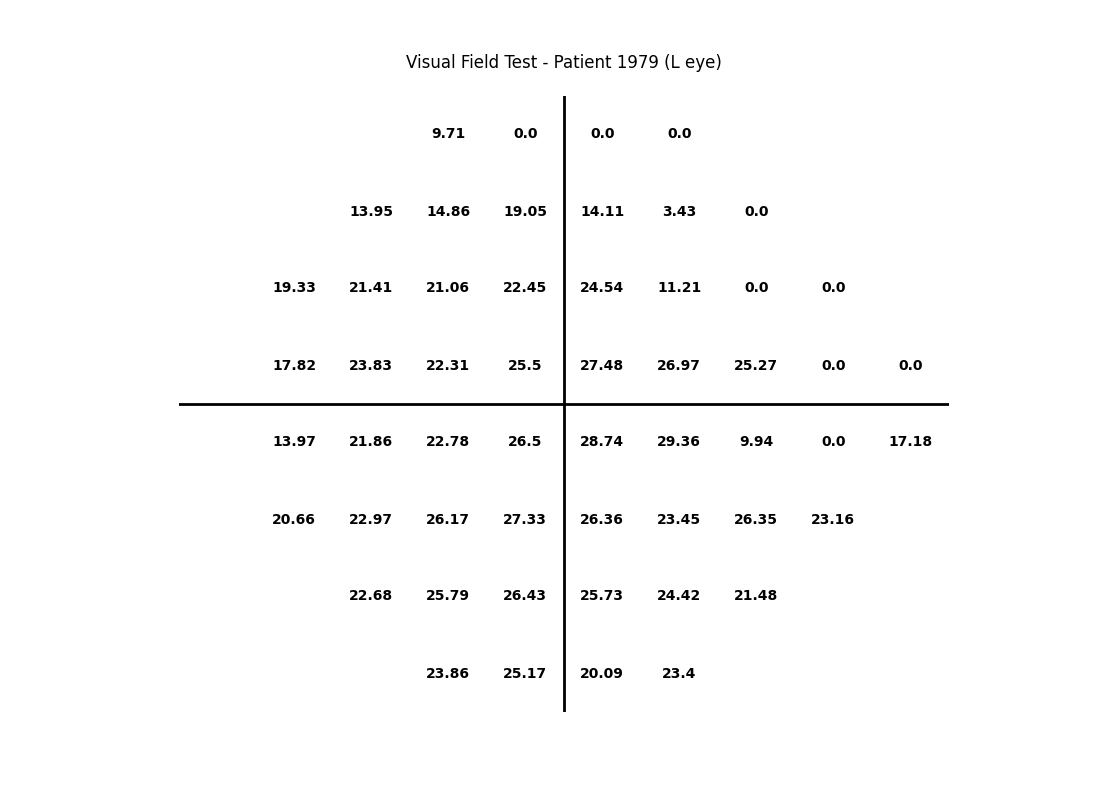 Visual Field Test - Patient 1979 (L eye)
9.71 0.0 0.0 0.0
13.95 14.86 19.05 14.11 3.43 0.0
19.33 21.41 21.06 22.45 24.54 11.21 0.0 0.0
17.82 23.83 22.31 25.5 27.48 26.97 25.27 0.0 0.0
13.97 21.86 22.78 26.5 28.74 29.36 9.94 0.0 17.18
20.66 22.97 26.17 27.33 26.36 23.45 26.35 23.16
22.68 25.79 26.43 25.73 24.42 21.48
23.86 25.17 20.09 23.4